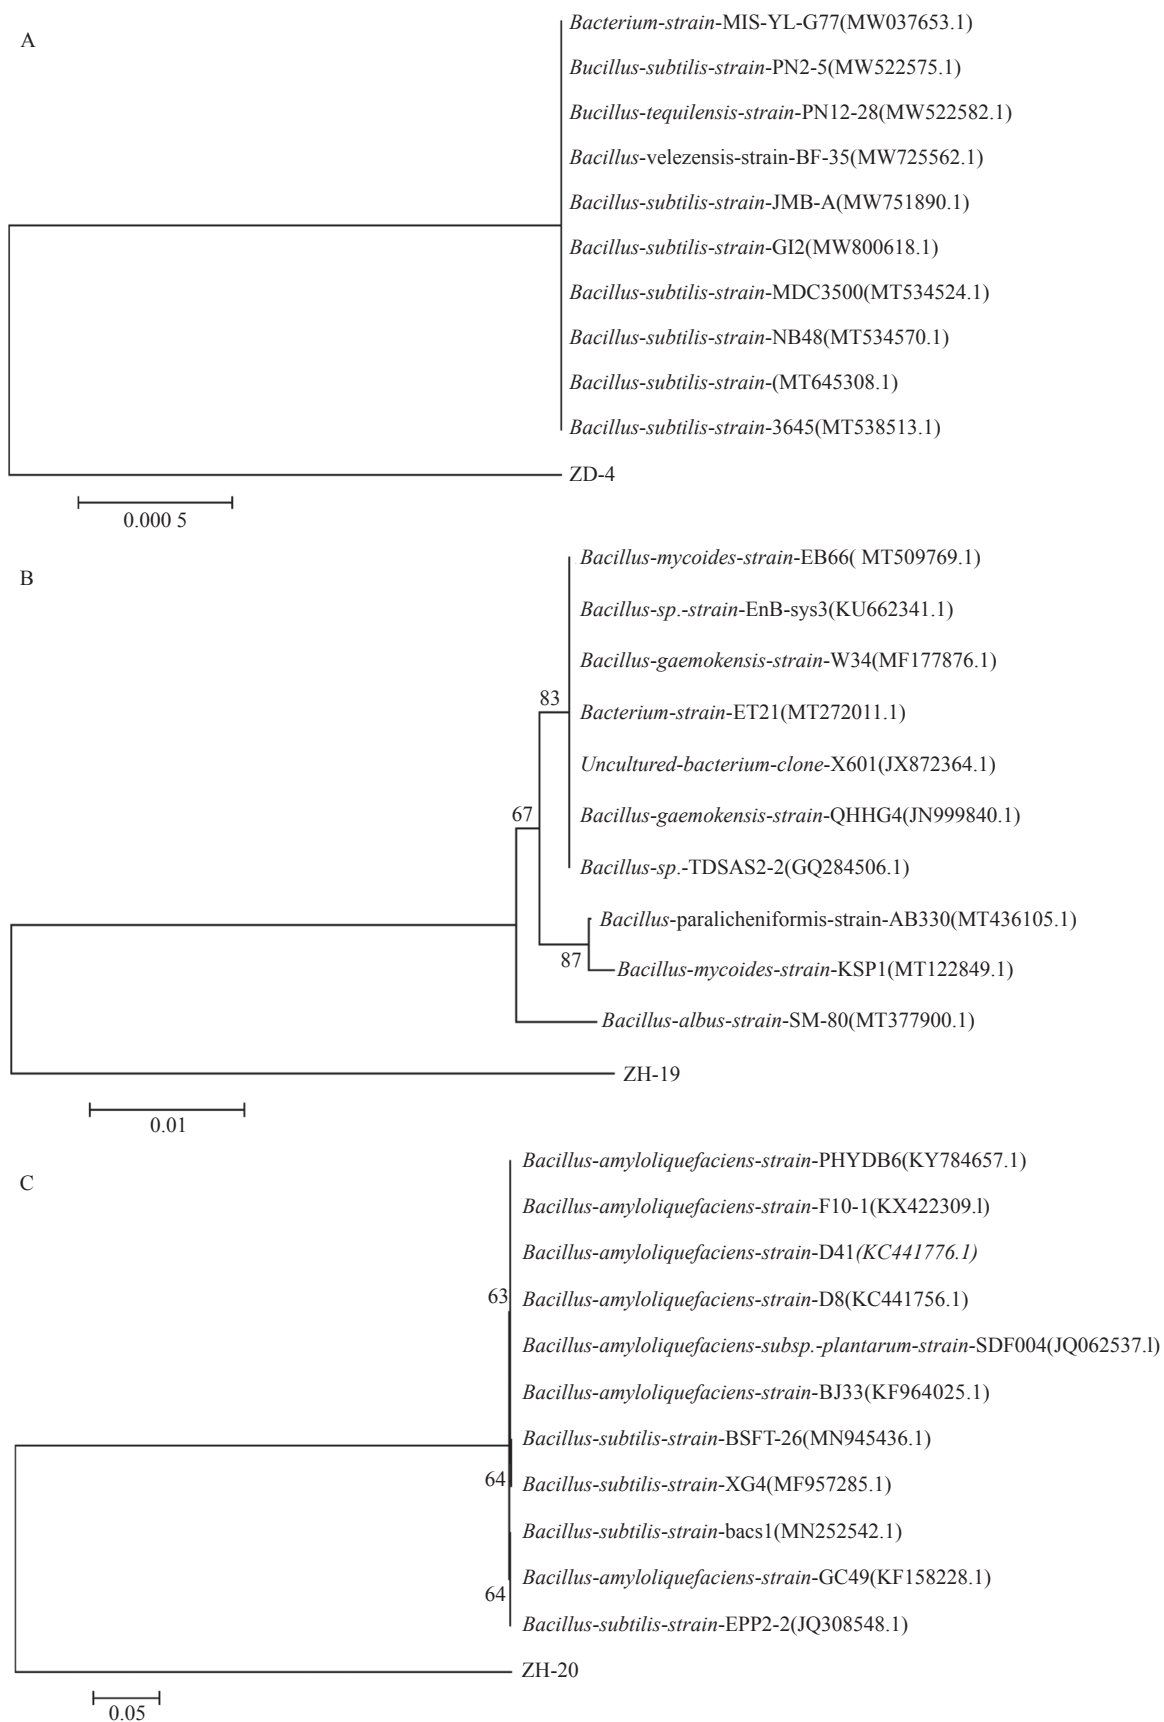 A
Bacterium-strain-MIS-YL-G77(MW037653.1)
Bucillus-subtilis-strain-PN2-5(MW522575.1)
Bucillus-tequilensis-strain-PN12-28(MW522582.1)
Bacillus-velezensis-strain-BF-35(MW725562.1)
Bacillus-subtilis-strain-JMB-A(MW751890.1)
Bacillus-subtilis-strain-GI2(MW800618.1)
Bacillus-subtilis-strain-MDC3500(MT534524.1)
Bacillus-subtilis-strain-NB48(MT534570.1)
Bacillus-subtilis-strain-(MT645308.1)
Bacillus-subtilis-strain-3645(MT538513.1)
ZD-4
0.000 5
B
Bacillus-mycoides-strain-EB66( MT509769.1)
Bacillus-sp.-strain-EnB-sys3(KU662341.1)
Bacillus-gaemokensis-strain-W34(MF177876.1)
83
Bacterium-strain-ET21(MT272011.1)
Uncultured-bacterium-clone-X601(JX872364.1)
67
Bacillus-gaemokensis-strain-QHHG4(JN999840.1)
Bacillus-sp.-TDSAS2-2(GQ284506.1)
Bacillus-paralicheniformis-strain-AB330(MT436105.1)
87
Bacillus-mycoides-strain-KSP1(MT122849.1)
Bacillus-albus-strain-SM-80(MT377900.1)
ZH-19
0.01
C
Bacillus-amyloliquefaciens-strain-PHYDB6(KY784657.1)
Bacillus-amyloliquefaciens-strain-F10-1(KX422309.l)
Bacillus-amyloliquefaciens-strain-D41(KC441776.1)
63
Bacillus-amyloliquefaciens-strain-D8(KC441756.1)
Bacillus-amyloliquefaciens-subsp.-plantarum-strain-SDF004(JQ062537.l)
Bacillus-amyloliquefaciens-strain-BJ33(KF964025.1)
Bacillus-subtilis-strain-BSFT-26(MN945436.1)
64
Bacillus-subtilis-strain-XG4(MF957285.1)
Bacillus-subtilis-strain-bacs1(MN252542.1)
Bacillus-amyloliquefaciens-strain-GC49(KF158228.1)
64
Bacillus-subtilis-strain-EPP2-2(JQ308548.1)
ZH-20
0.05